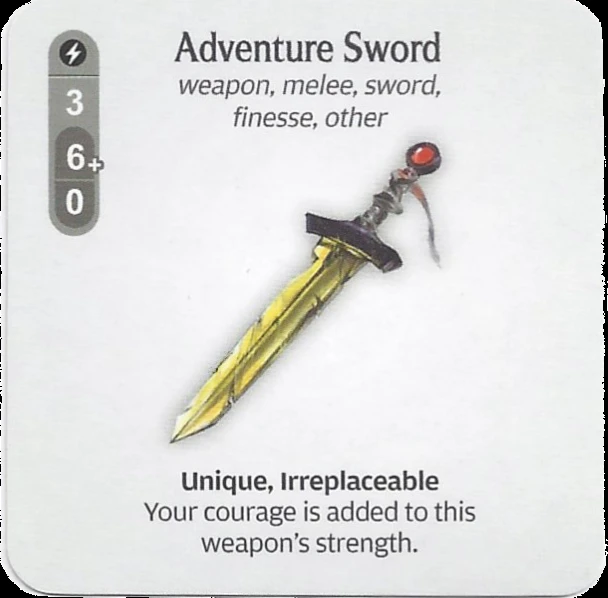 Adventure Sword
weapon, melee, sword,
finesse, other
3
6+
0
Unique, Irreplaceable
Your courage is added to this
weapon's strength.